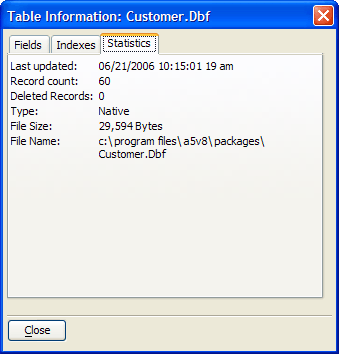 Table Information: Customer.Dbf
Fields Indexes Statistics
Last updated: 06/21/2006 10:15:01 19 am
Record count: 60
Deleted Records: 0
Type: Native
File Size: 29,594 Bytes
File Name: c:\program files\a5v8\packages\
Customer.Dbf
Close